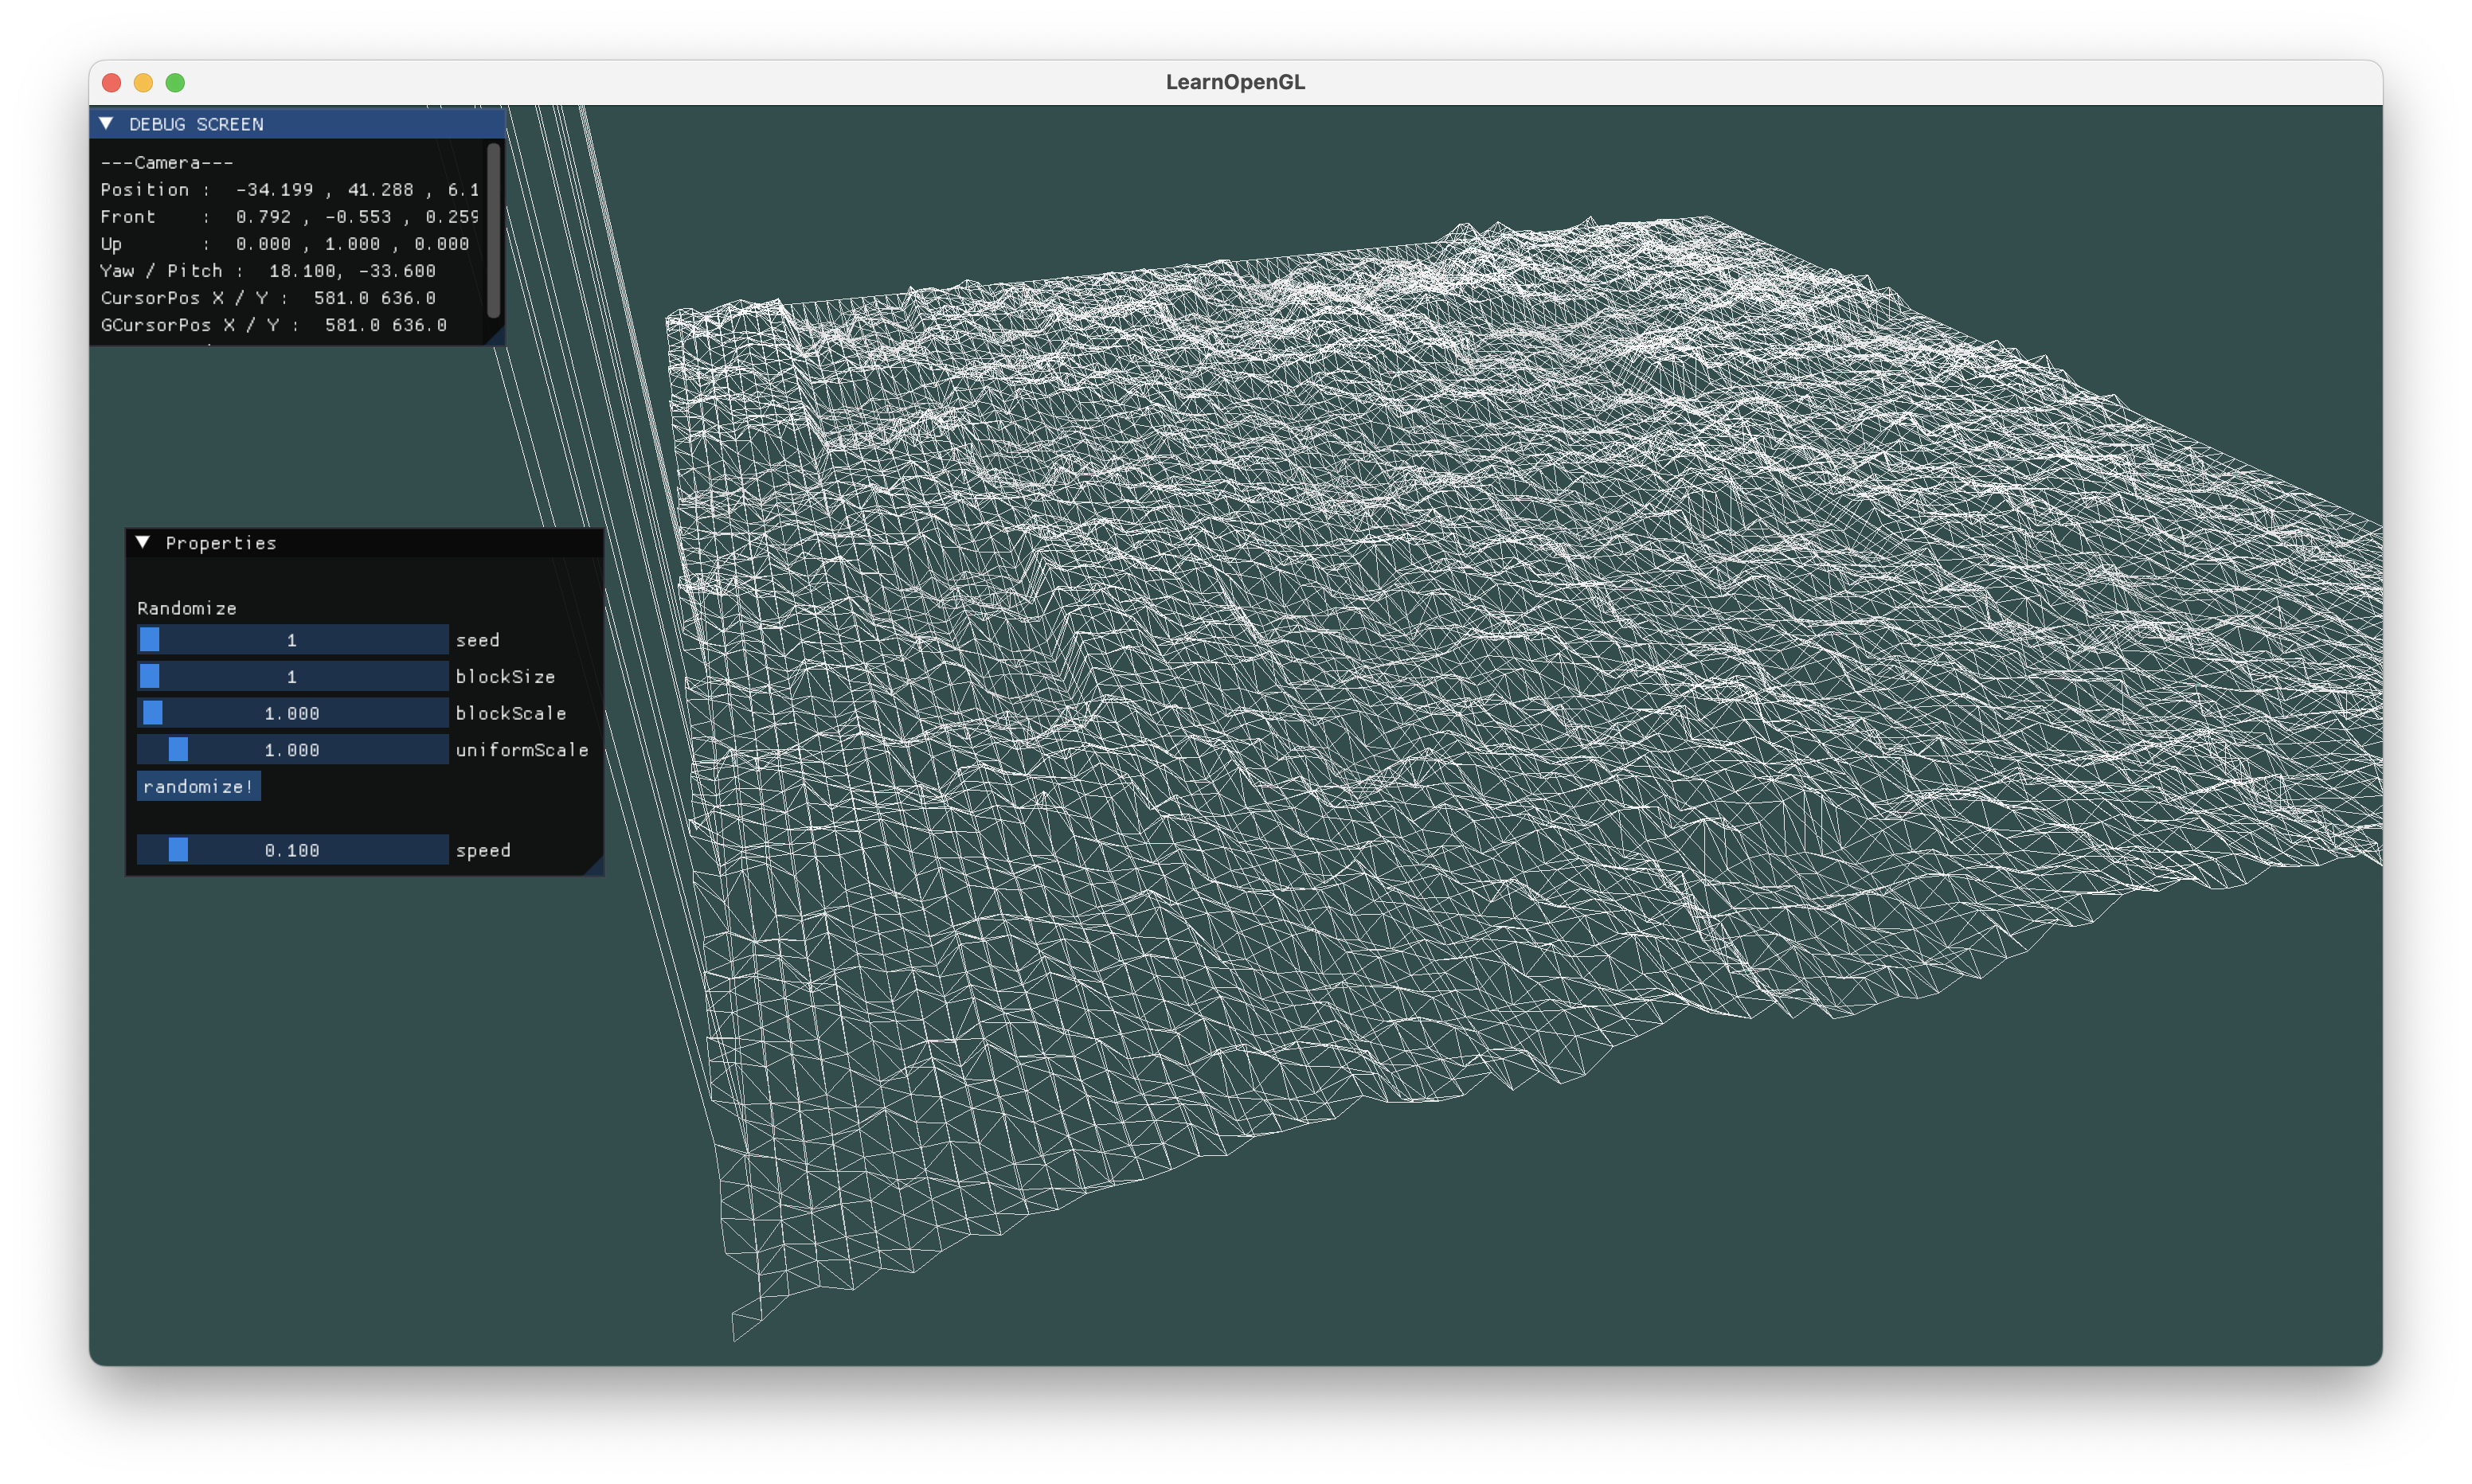 LearnOpenGL
DEBUG SCREEN
---Camera---
Position :  -34.199 , 41.288 , 6.1
Front    :  0.792 , -0.553 , 0.259
Up       :  0.000 , 1.000 , 0.000
Yaw / Pitch :  18.100, -33.600
CursorPos X / Y :  581.0 636.0
GCursorPos X / Y :  581.0 636.0
Properties
Randomize
1 seed
1 blockSize
1.000 blockScale
1.000 uniformScale
randomize!
0.100 speed